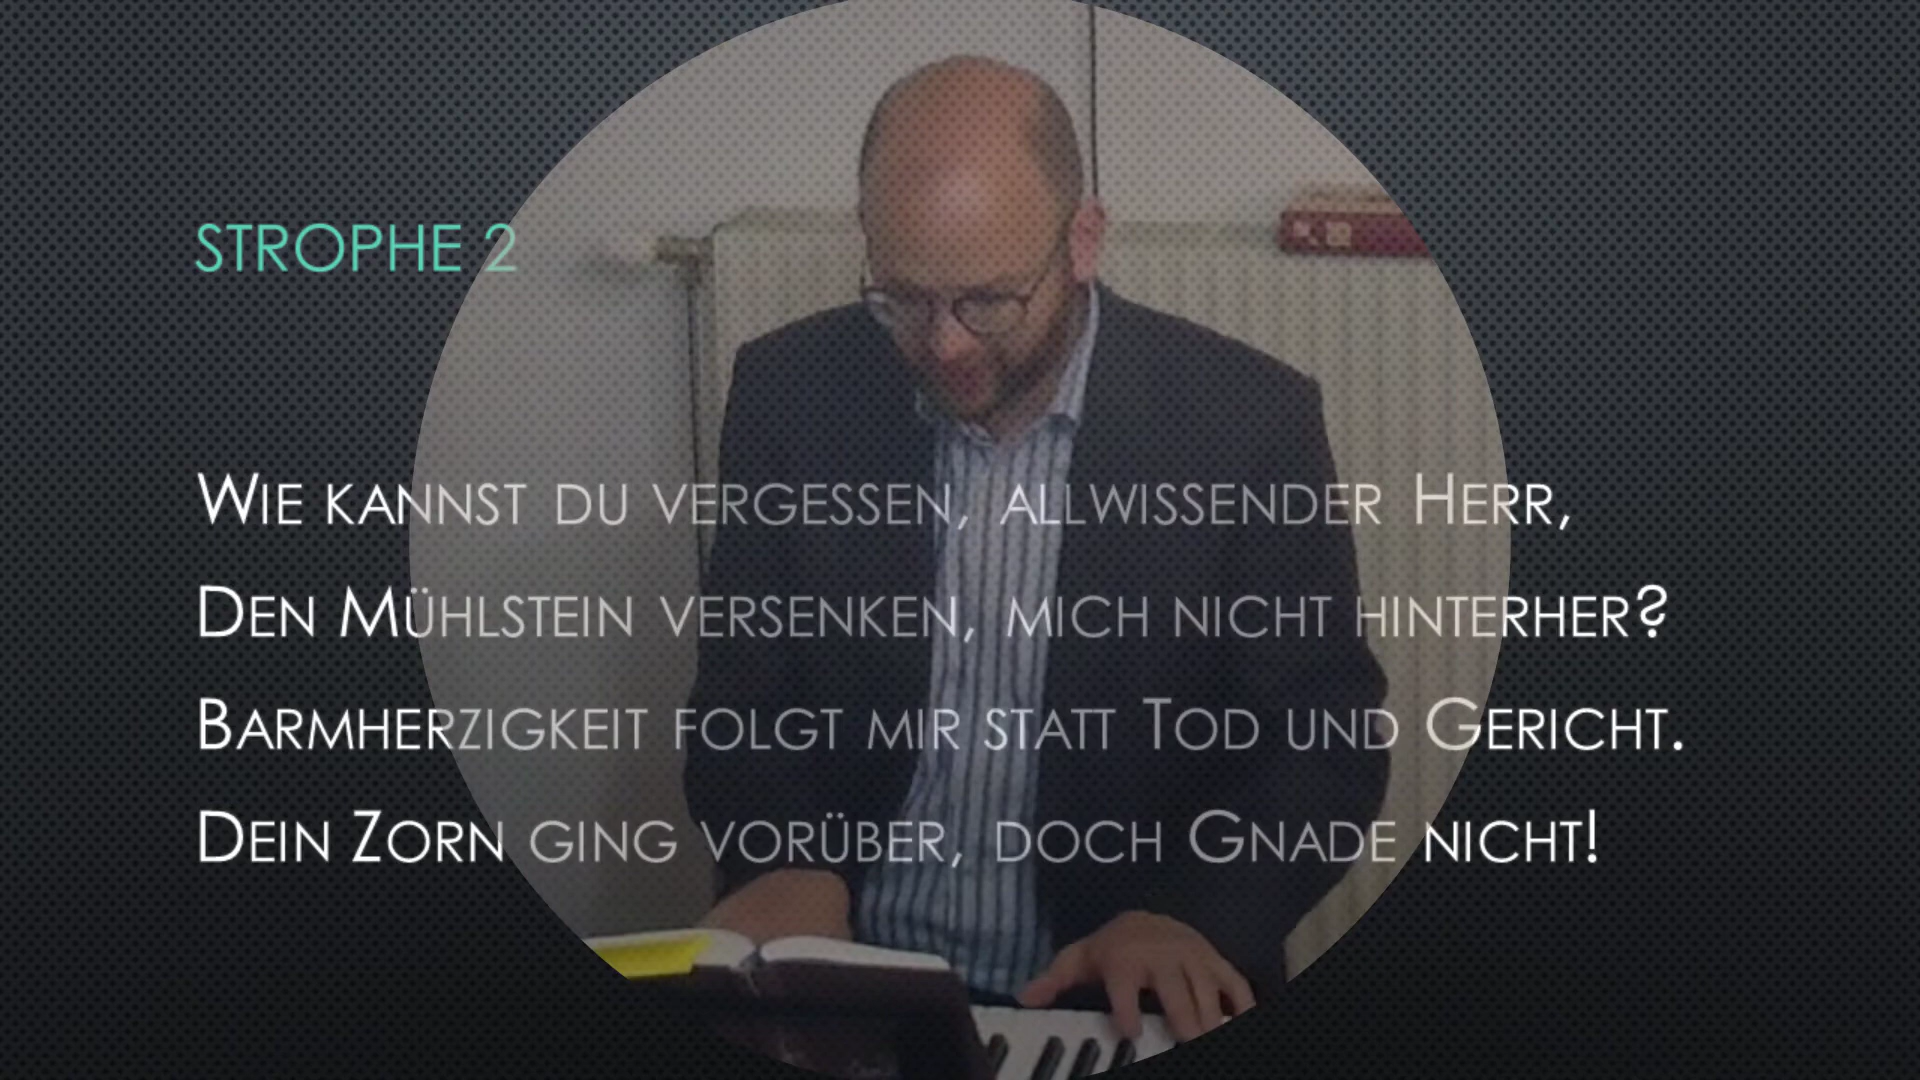 STROPHE 2
WIE KANNST DU VERGESSEN, ALLWISSENDER HERR,
DEN MÜHLSTEIN VERSENKEN, MICH NICHT HINTERHER?
BARMHERZIGKEIT FOLGT MIR STATT TOD UND GERICHT.
DEIN ZORN GING VORÜBER, DOCH GNADE NICHT!